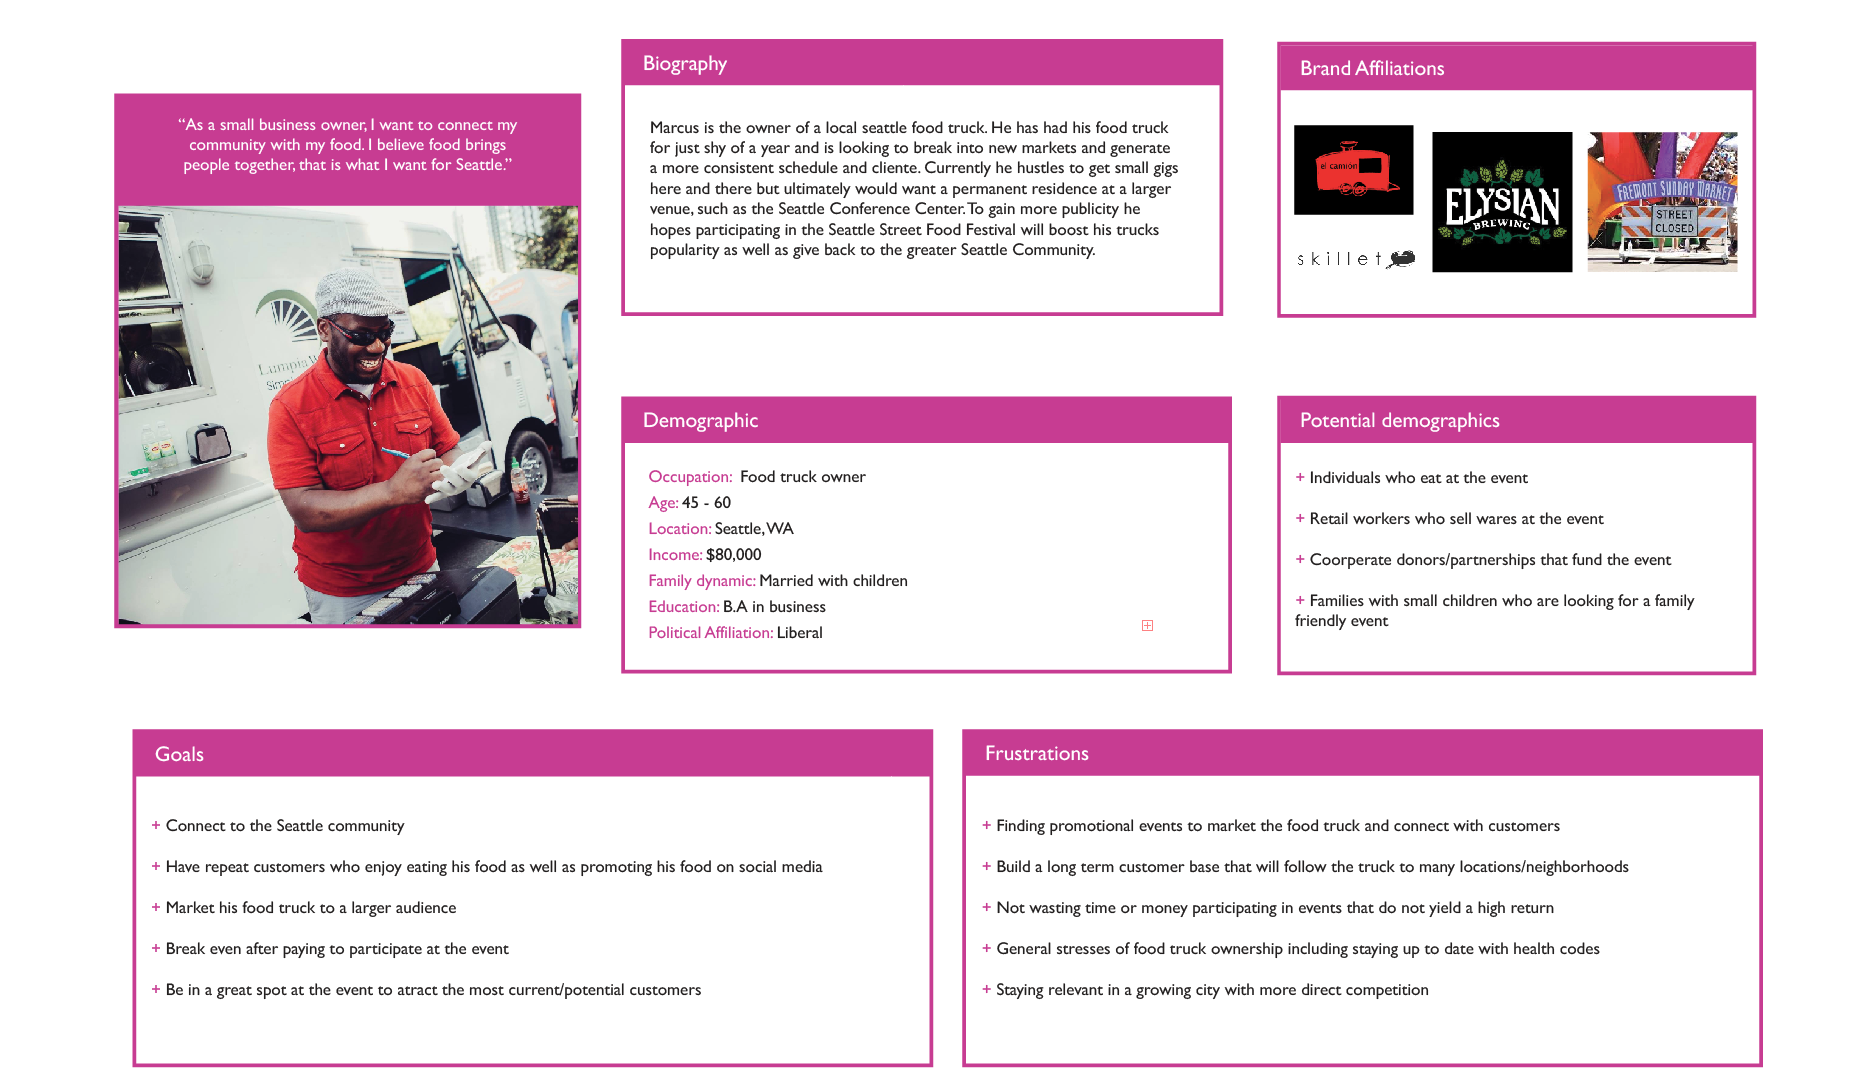 “As a small business owner, I want to connect my
community with my food. I believe food brings
people together, that is what I want for Seattle.”
Lumpia W
Simp
Biography
Marcus is the owner of a local seattle food truck. He has had his food truck
for just shy of a year and is looking to break into new markets and generate
a more consistent schedule and cliente. Currently he hustles to get small gigs
here and there but ultimately would want a permanent residence at a larger
venue, such as the Seattle Conference Center. To gain more publicity he
hopes participating in the Seattle Street Food Festival will boost his trucks
popularity as well as give back to the greater Seattle Community.
Brand Affiliations
el camion
skillet
ELYSIAN
BREWING
FREMONT SUNDAY MARKET
STREET
CLOSED
Demographic
Occupation: Food truck owner
Age: 45 - 60
Location: Seattle, WA
Income: $80,000
Family dynamic: Married with children
Education: B.A in business
Political Affiliation: Liberal
Potential demographics
+ Individuals who eat at the event
+ Retail workers who sell wares at the event
+ Coorperate donors/partnerships that fund the event
+ Families with small children who are looking for a family
friendly event
Goals
+ Connect to the Seattle community
+ Have repeat customers who enjoy eating his food as well as promoting his food on social media
+ Market his food truck to a larger audience
+ Break even after paying to participate at the event
+ Be in a great spot at the event to atract the most current/potential customers
Frustrations
+ Finding promotional events to market the food truck and connect with customers
+ Build a long term customer base that will follow the truck to many locations/neighborhoods
+ Not wasting time or money participating in events that do not yield a high return
+ General stresses of food truck ownership including staying up to date with health codes
+ Staying relevant in a growing city with more direct competition